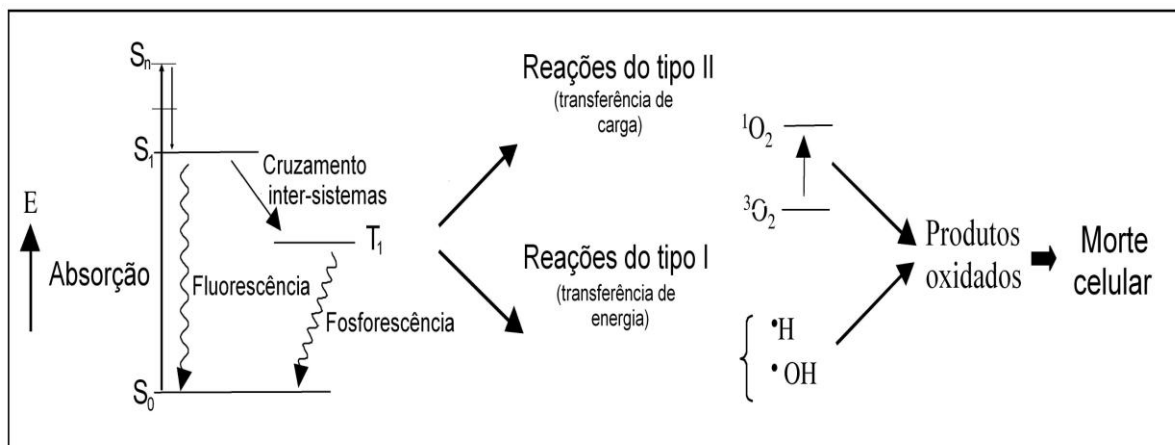 Sn
S1
E
Absorção
Fluorescência
Cruzamento
inter-sistemas
T1
Fosforescência
S0
Reações do tipo II
(transferência de
carga)
¹O₂
³O₂
Reações do tipo I
(transferência de
energia)
•H
• OH
Produtos
oxidados
Morte
celular